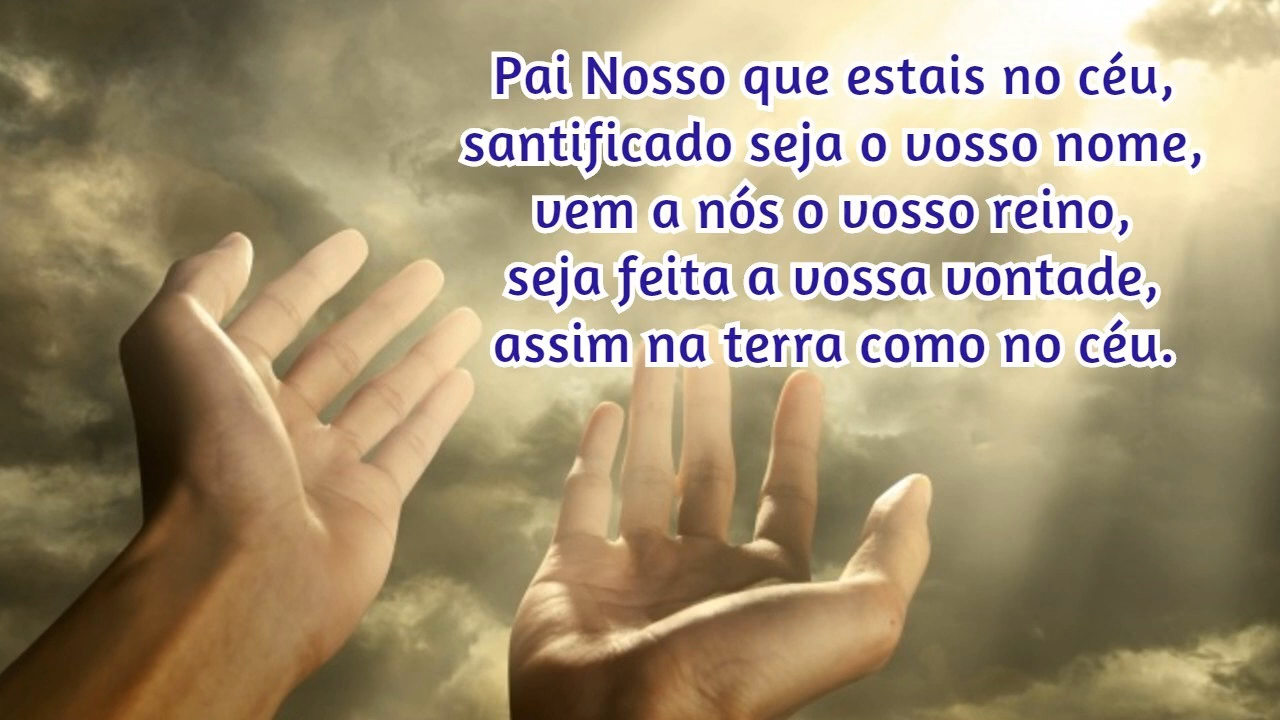 Pai Nosso que estais no céu,
santificado seja o vosso nome,
vem a nós o vosso reino,
seja feita a vossa vontade,
assim na terra como no céu.